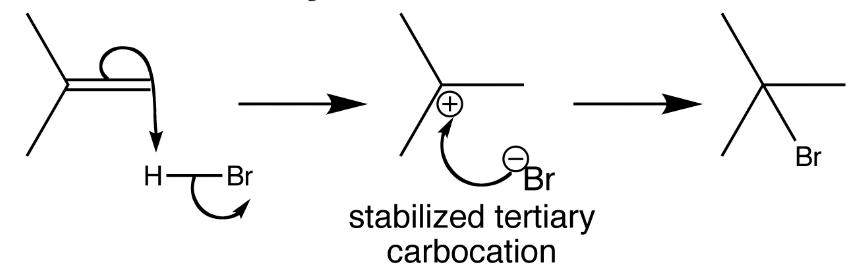 H Br
⊕
⊖
Br
Br
stabilized tertiary
carbocation